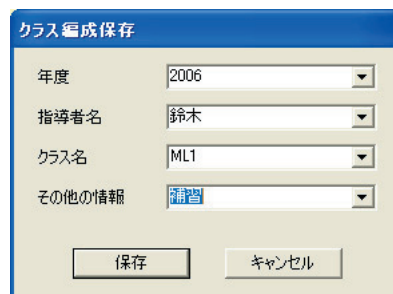 クラス編成保存
年度 2006
指導者名 鈴木
クラス名 ML1
その他の情報 補習
保存 キャンセル